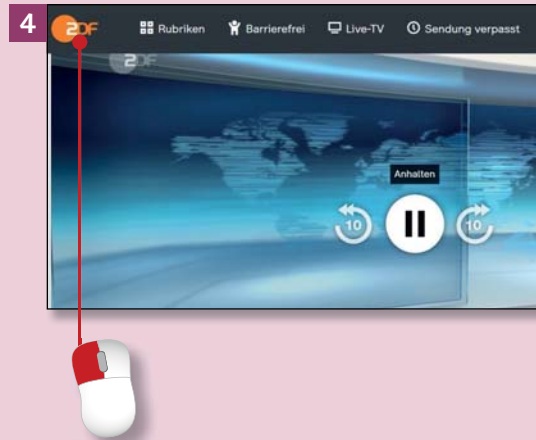 4
ZDF Rubriken Barrierefrei Live-TV Sendung verpasst
ZDF
Anhalten
10 10